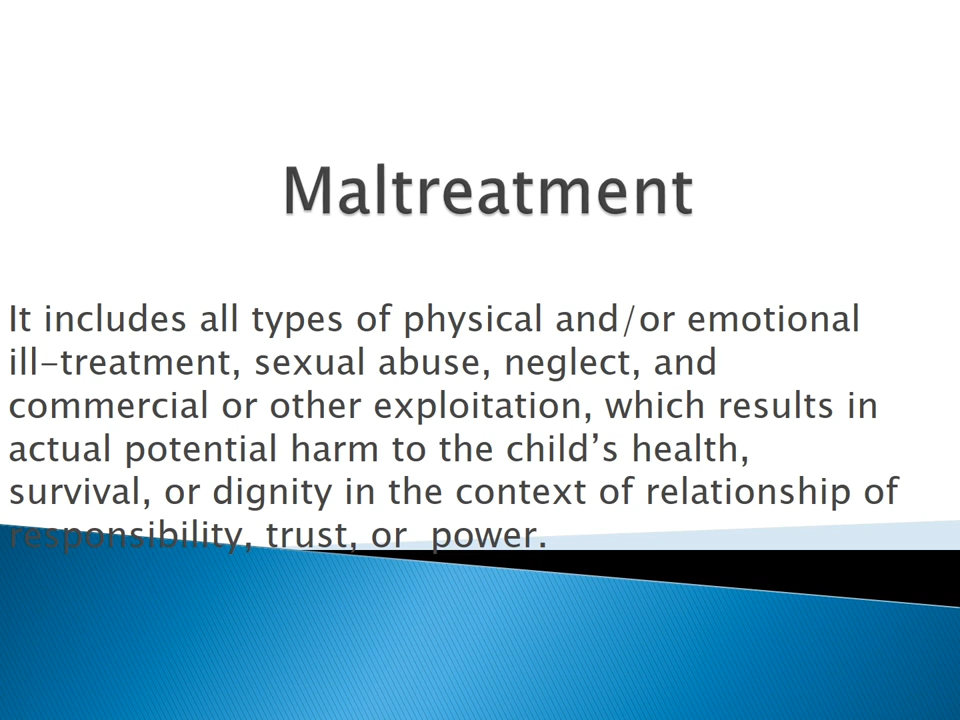 Maltreatment
It includes all types of physical and/or emotional
ill-treatment, sexual abuse, neglect, and
commercial or other exploitation, which results in
actual potential harm to the child’s health,
survival, or dignity in the context of relationship of
responsibility, trust, or  power.